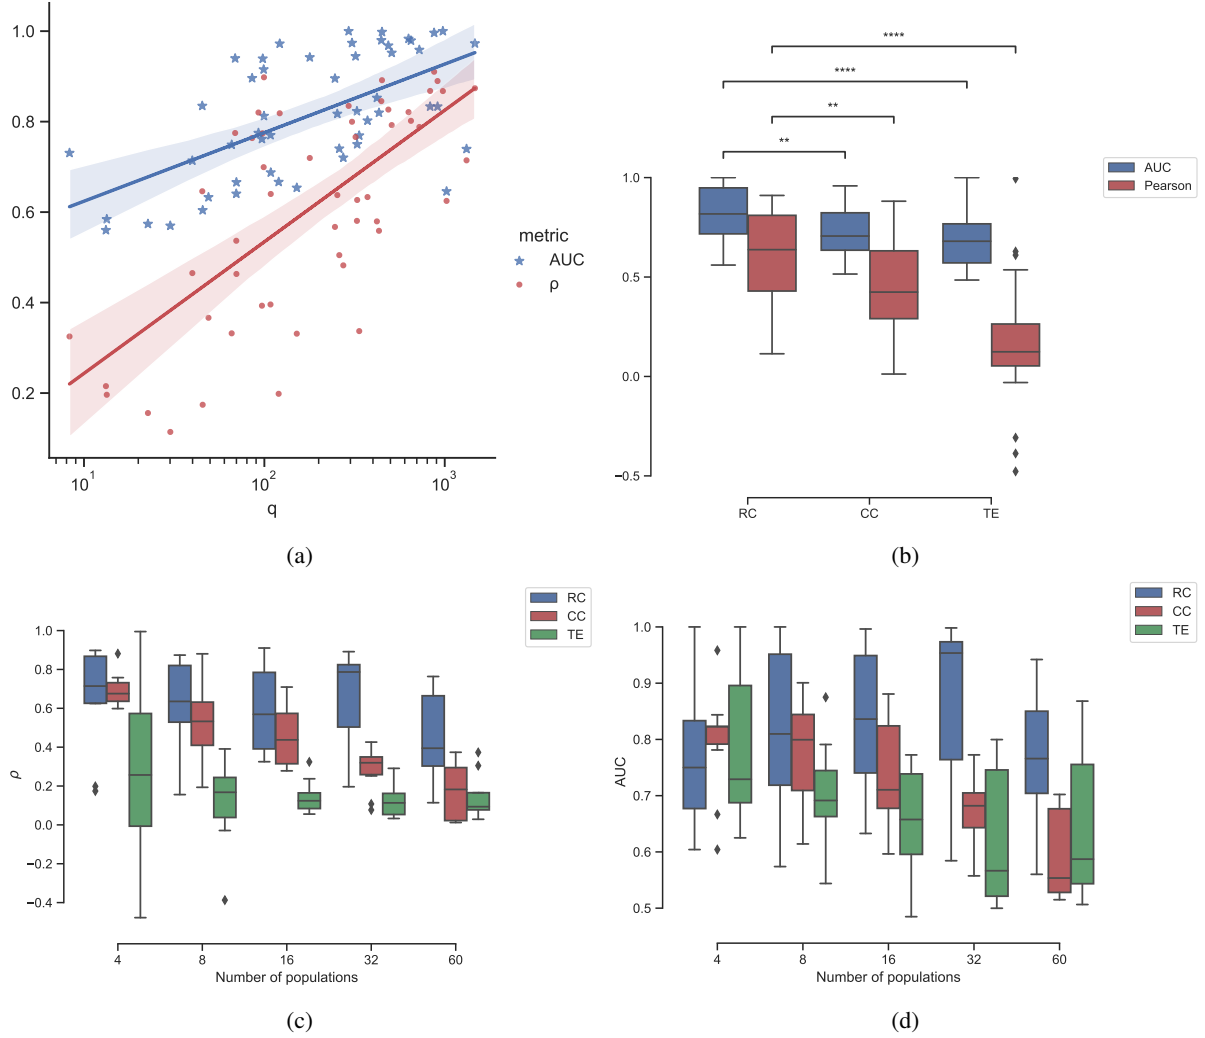 1.0
0.8
0.6
0.4
0.2
10^1
10^2
10^3
q
metric
AUC
ρ
(a)
****
****
**
**
AUC
Pearson
1.0
0.5
0.0
−0.5
RC
CC
TE
(b)
RC
CC
TE
1.0
0.8
0.6
0.4
0.2
0.0
−0.2
−0.4
ρ
4
8
16
32
60
Number of populations
(c)
RC
CC
TE
1.0
0.9
0.8
0.7
0.6
0.5
AUC
4
8
16
32
60
Number of populations
(d)